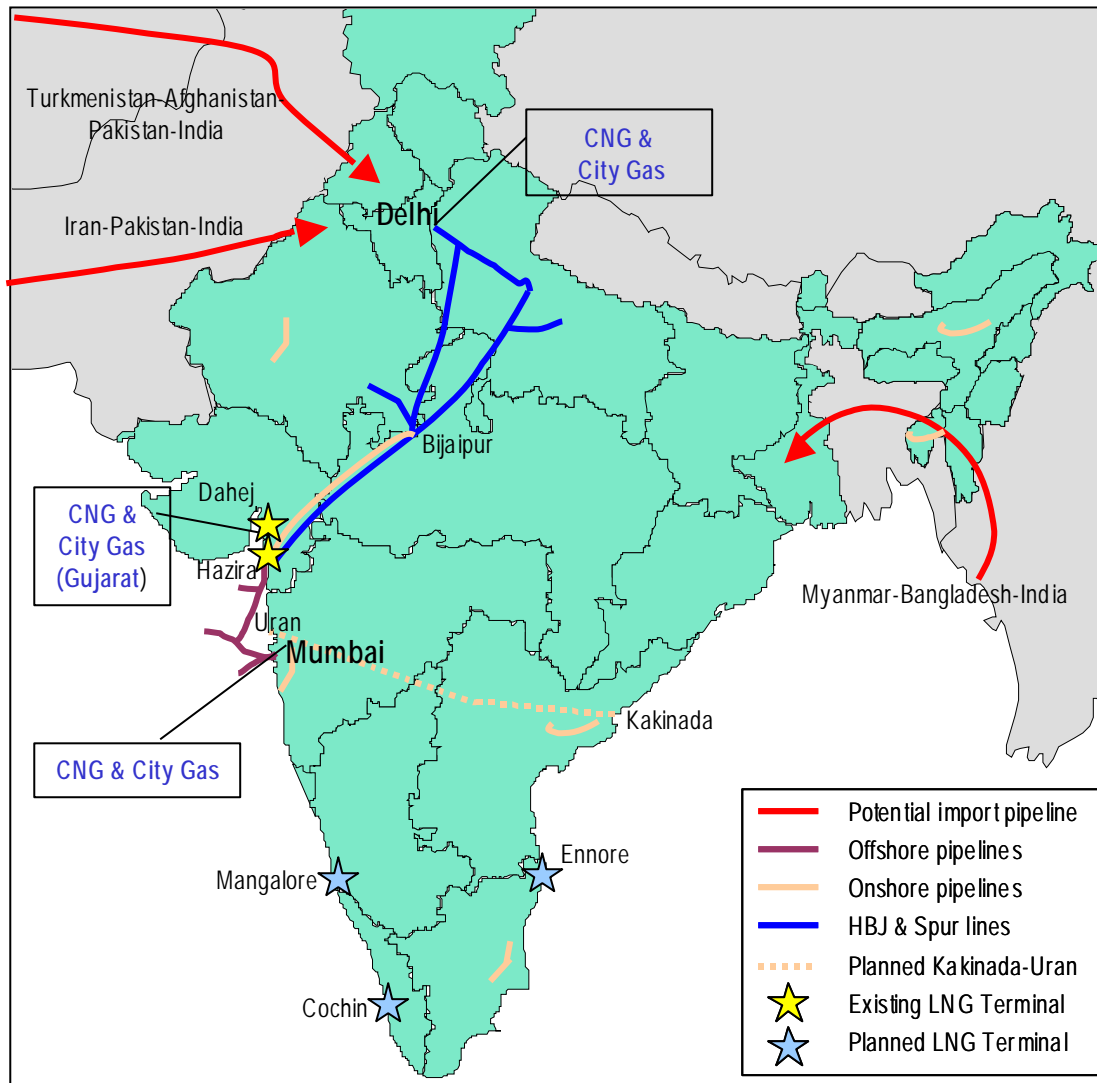 Turkmenistan-Afghanistan-
Pakistan-India
CNG &
City Gas
Delhi
Iran-Pakistan-India
Bijaipur
Dahej
CNG &
City Gas
(Gujarat)
Hazira
Uran
Mumbai
Myanmar-Bangladesh-India
Kakinada
CNG & City Gas
Mangalore
Ennore
Cochin
Potential import pipeline
Offshore pipelines
Onshore pipelines
HBJ & Spur lines
Planned Kakinada-Uran
Existing LNG Terminal
Planned LNG Terminal